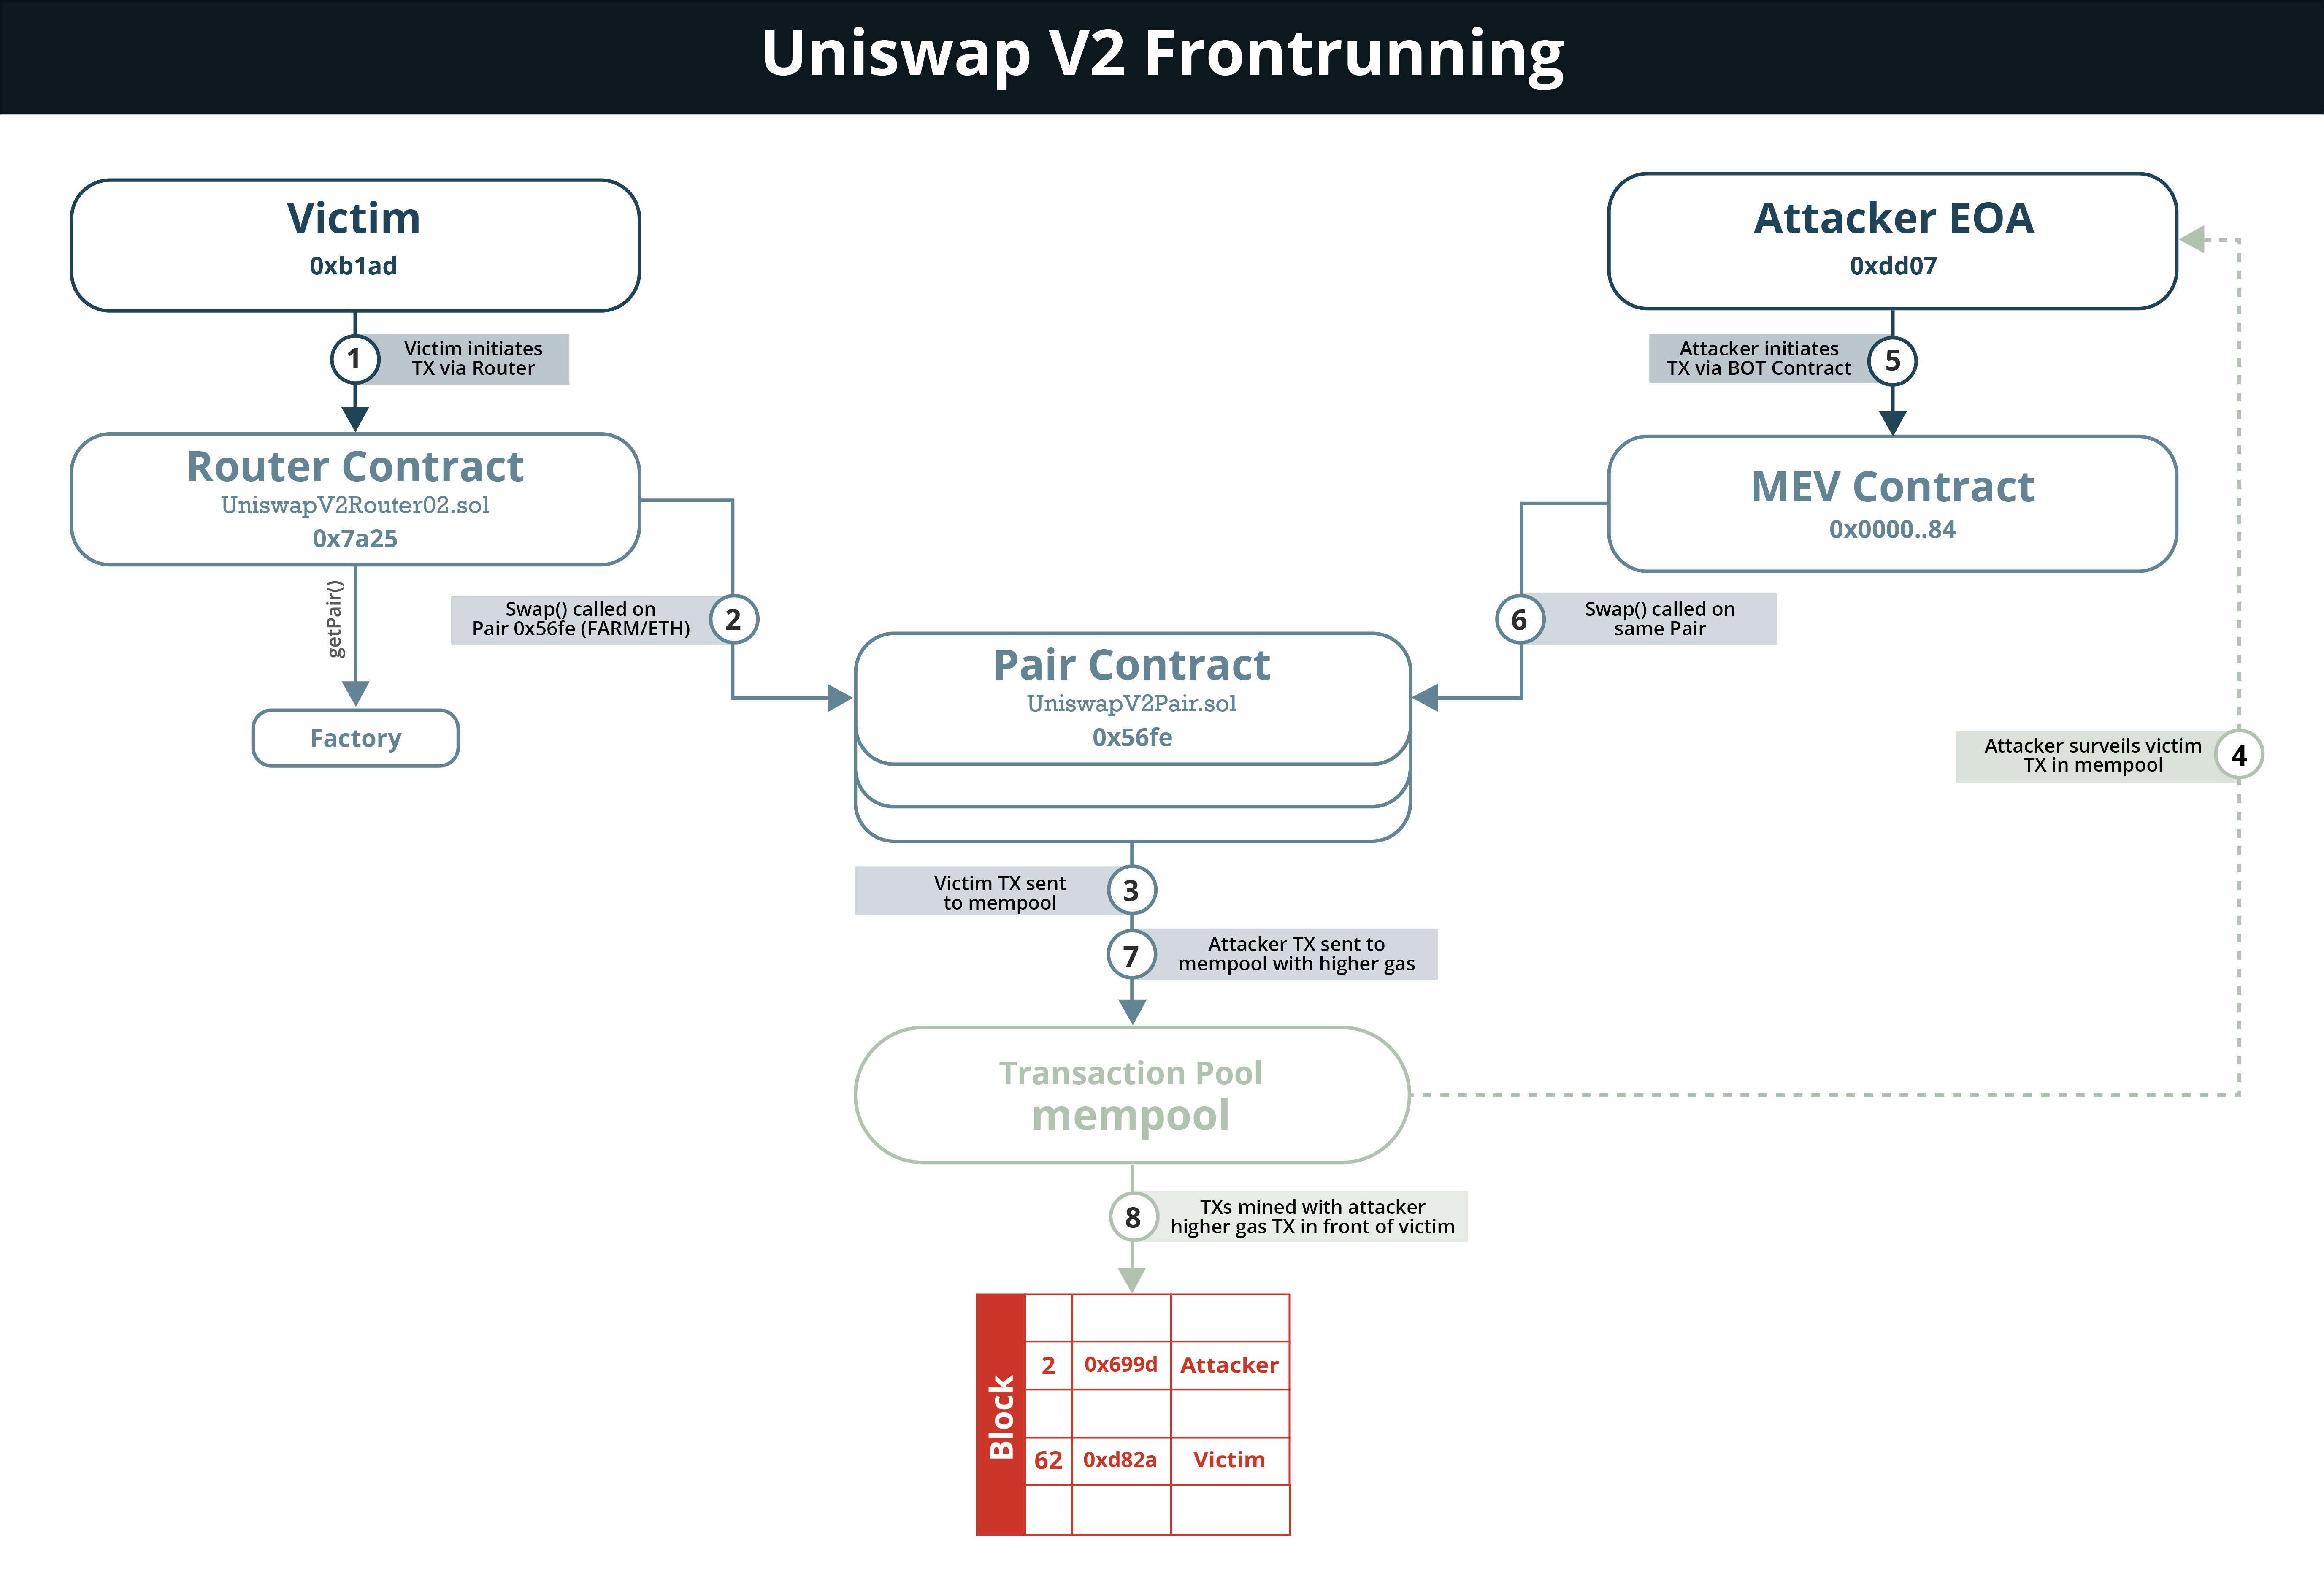 Uniswap V2 Frontrunning
Victim
0xb1ad
1
Victim initiates
TX via Router
Router Contract
UniswapV2Router02.sol
0x7a25
getPair()
Factory
Swap() called on
Pair 0x56fe (FARM/ETH)
2
Attacker EOA
0xdd07
Attacker initiates
TX via BOT Contract
5
MEV Contract
0x0000..84
6
Swap() called on
same Pair
Pair Contract
UniswapV2Pair.sol
0x56fe
Attacker surveils victim
TX in mempool
4
Victim TX sent
to mempool
3
7
Attacker TX sent to
mempool with higher gas
Transaction Pool
mempool
8
TXs mined with attacker
higher gas TX in front of victim
Block
2 0x699d Attacker
62 0xd82a Victim